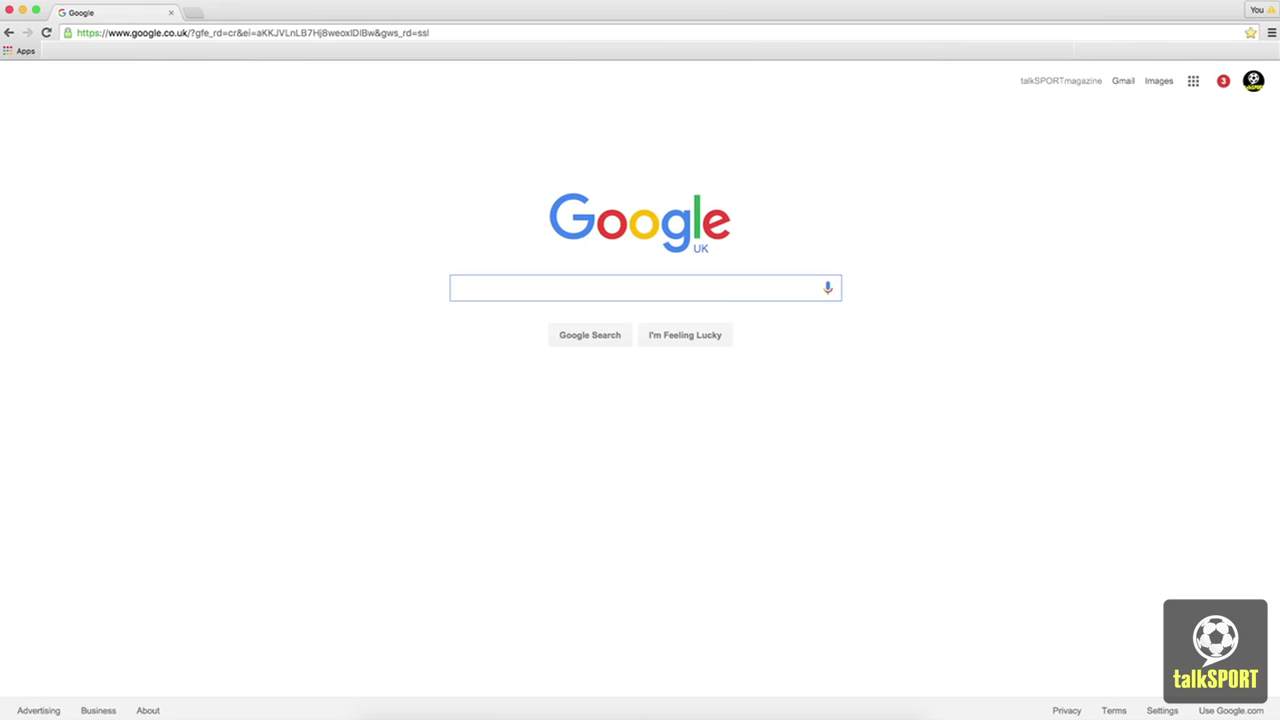 Google
You
https://www.google.co.uk/?gfe_rd=cr&ei=aKKJVLnLB7Hj8weoxIDlBw&gws_rd=ssl
Apps
talkSPORTmagazine Gmail Images 3
Google
UK
Google Search I'm Feeling Lucky
talkSPORT
Advertising Business About Privacy Terms Settings Use Google.com